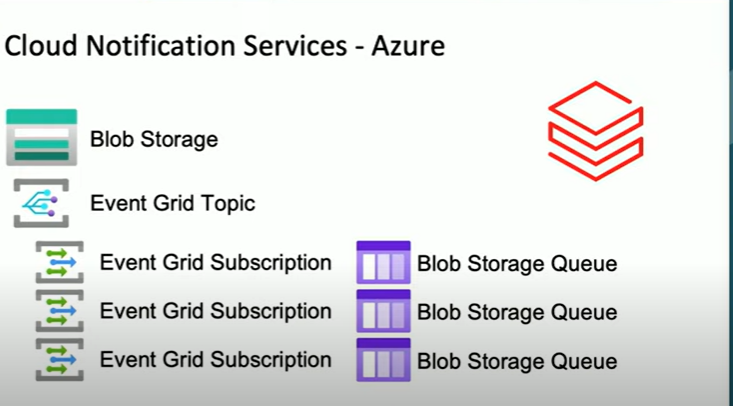 Cloud Notification Services - Azure
Blob Storage
Event Grid Topic
Event Grid Subscription Blob Storage Queue
Event Grid Subscription Blob Storage Queue
Event Grid Subscription Blob Storage Queue